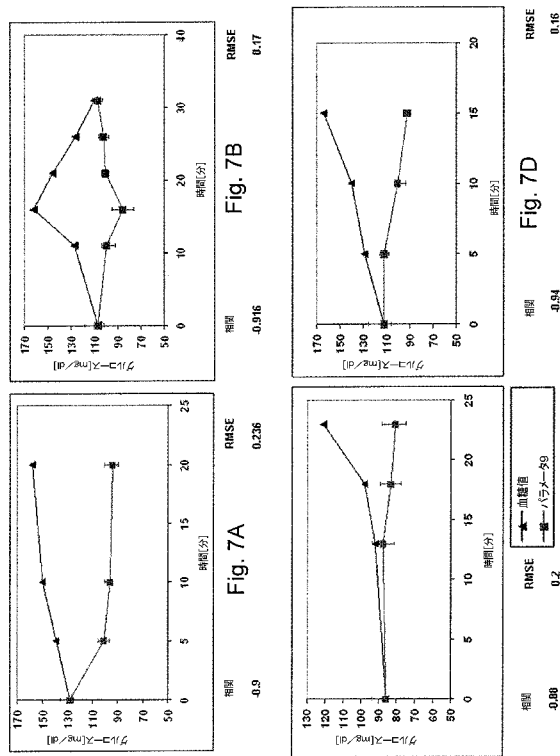 170
150
130
110
90
70
50
グルコース[mg/dl]
0
5
10
15
20
25
時間[分]
相関
RMSE
-0.9
0.236
Fig. 7A
170
150
130
110
90
70
50
グルコース[mg/dl]
0
10
20
30
40
時間[分]
相関
RMSE
-0.916
0.17
Fig. 7B
130
120
110
100
90
80
70
60
50
グルコース[mg/dl]
0
5
10
15
20
25
時間[分]
相関
RMSE
-0.88
0.2
血糖値
パラメータ9
170
150
130
110
90
70
50
グルコース[mg/dl]
0
5
10
15
20
時間[分]
相関
RMSE
-0.94
0.16
Fig. 7D